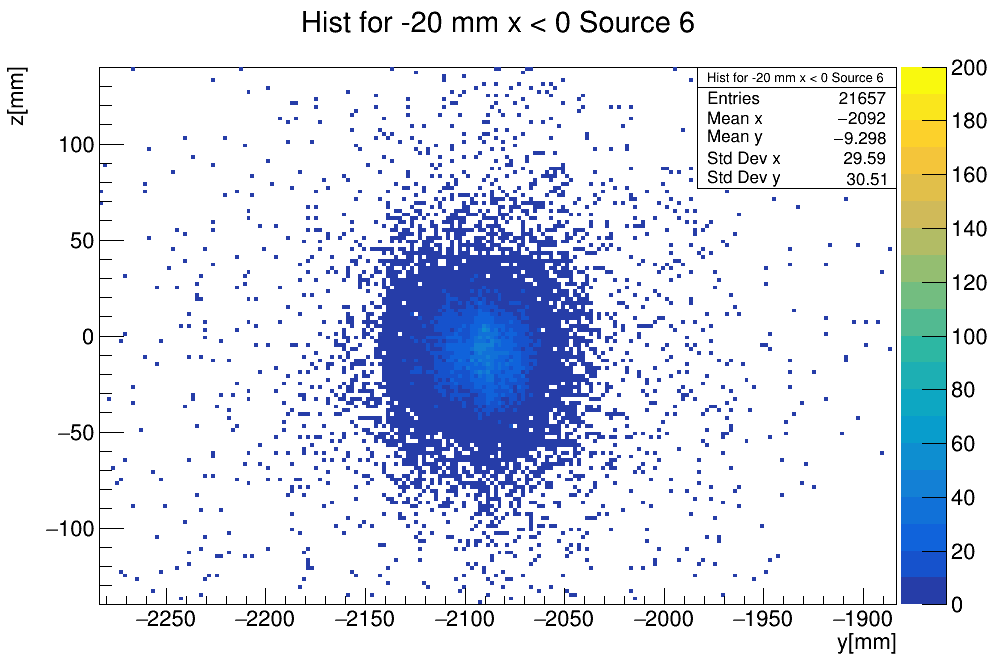 Hist for -20 mm x < 0 Source 6
z[mm]
Hist for -20 mm x < 0 Source 6
Entries 21657
Mean x −2092
Mean y −9.298
Std Dev x 29.59
Std Dev y 30.51
100
50
0
−50
−100
200
180
160
140
120
100
80
60
40
20
0
−2250 −2200 −2150 −2100 −2050 −2000 −1950 −1900
y[mm]